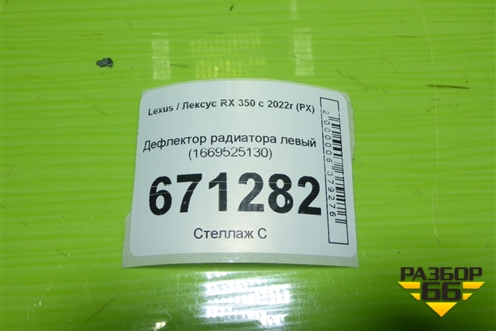 Lexus / Лексус RX 350 с 2022г (РХ)
Дефлектор радиатора левый
(1669525130)
671282
Стеллаж С
2000006379276
РАЗБОР
66